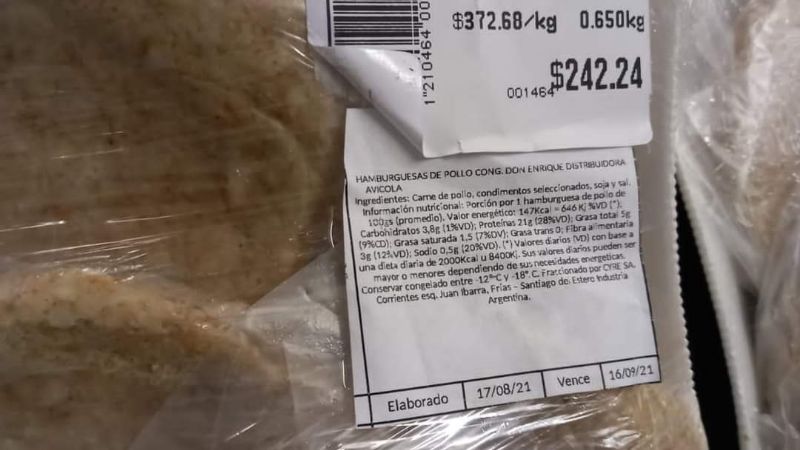 1"210464"00
$372.68/kg 0.650kg
001464 $242.24
HAMBURGUESAS DE POLLO CONG. DON ENRIQUE DISTRIBUIDORA
AVICOLA
Ingredientes: Carne de pollo, condimentos seleccionados, soja y sal.
Información nutricional: Porción por 1 hamburguesa de pollo de
100gs (promedio). Valor energético: 147Kcal = 646 Kj %VD (*);
Carbohidratos 3,8g (1%VD); Proteínas 21g (28%VD); Grasa total 5g
(9%CD); Grasa saturada 1,5 (7%DV); Grasa trans 0; Fibra alimentaria
3g (12%VD); Sodio 0,5g (20%VD). (*) Valores diarios (VD) con base a
una dieta diaria de 2000Kcal u 8400Kj. Sus valores diarios pueden ser
mayor o menores dependiendo de sus necesidades energeticas.
Conservar congelado entre -12°C y -18°C. Fraccionado por CYRE SA.
Corrientes esq. Juan Ibarra, Frías - Santiago del Estero Industria
Argentina.
Elaborado 17/08/21 Vence 16/09/21